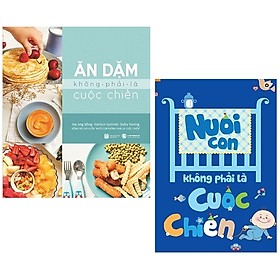 ĂN DẶM
không-phải-là
cuộc chiến
Nuôi
con
không phải là
Cuộc
Chiến